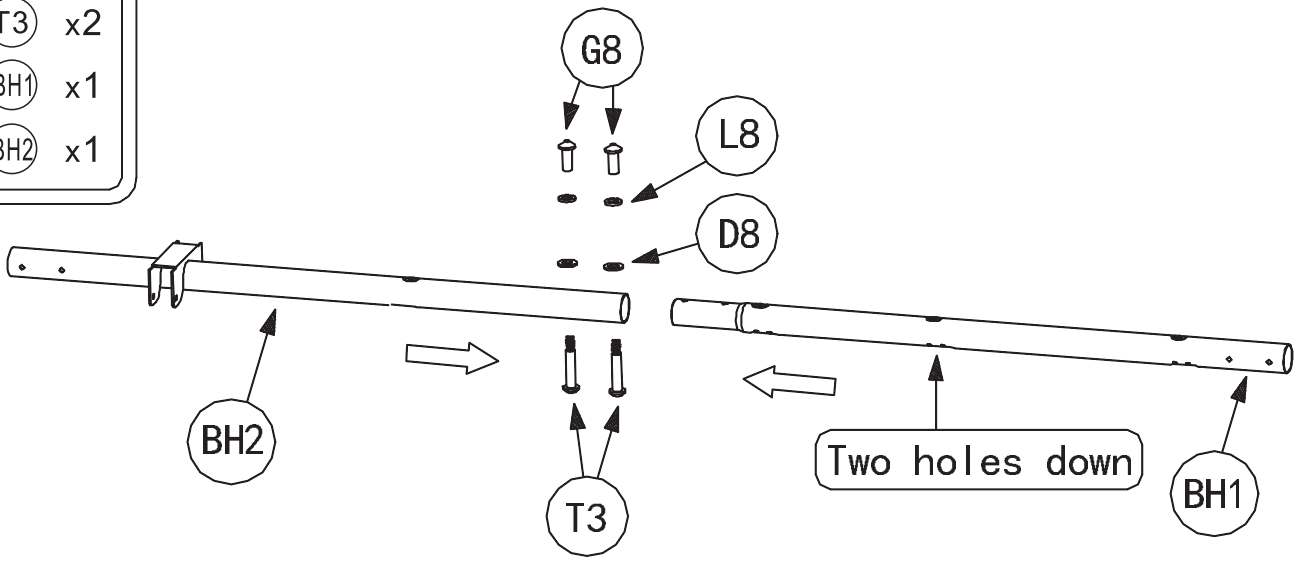 T3 x2
BH1 x1
BH2 x1
G8
L8
D8
BH2
Two holes down
BH1
T3